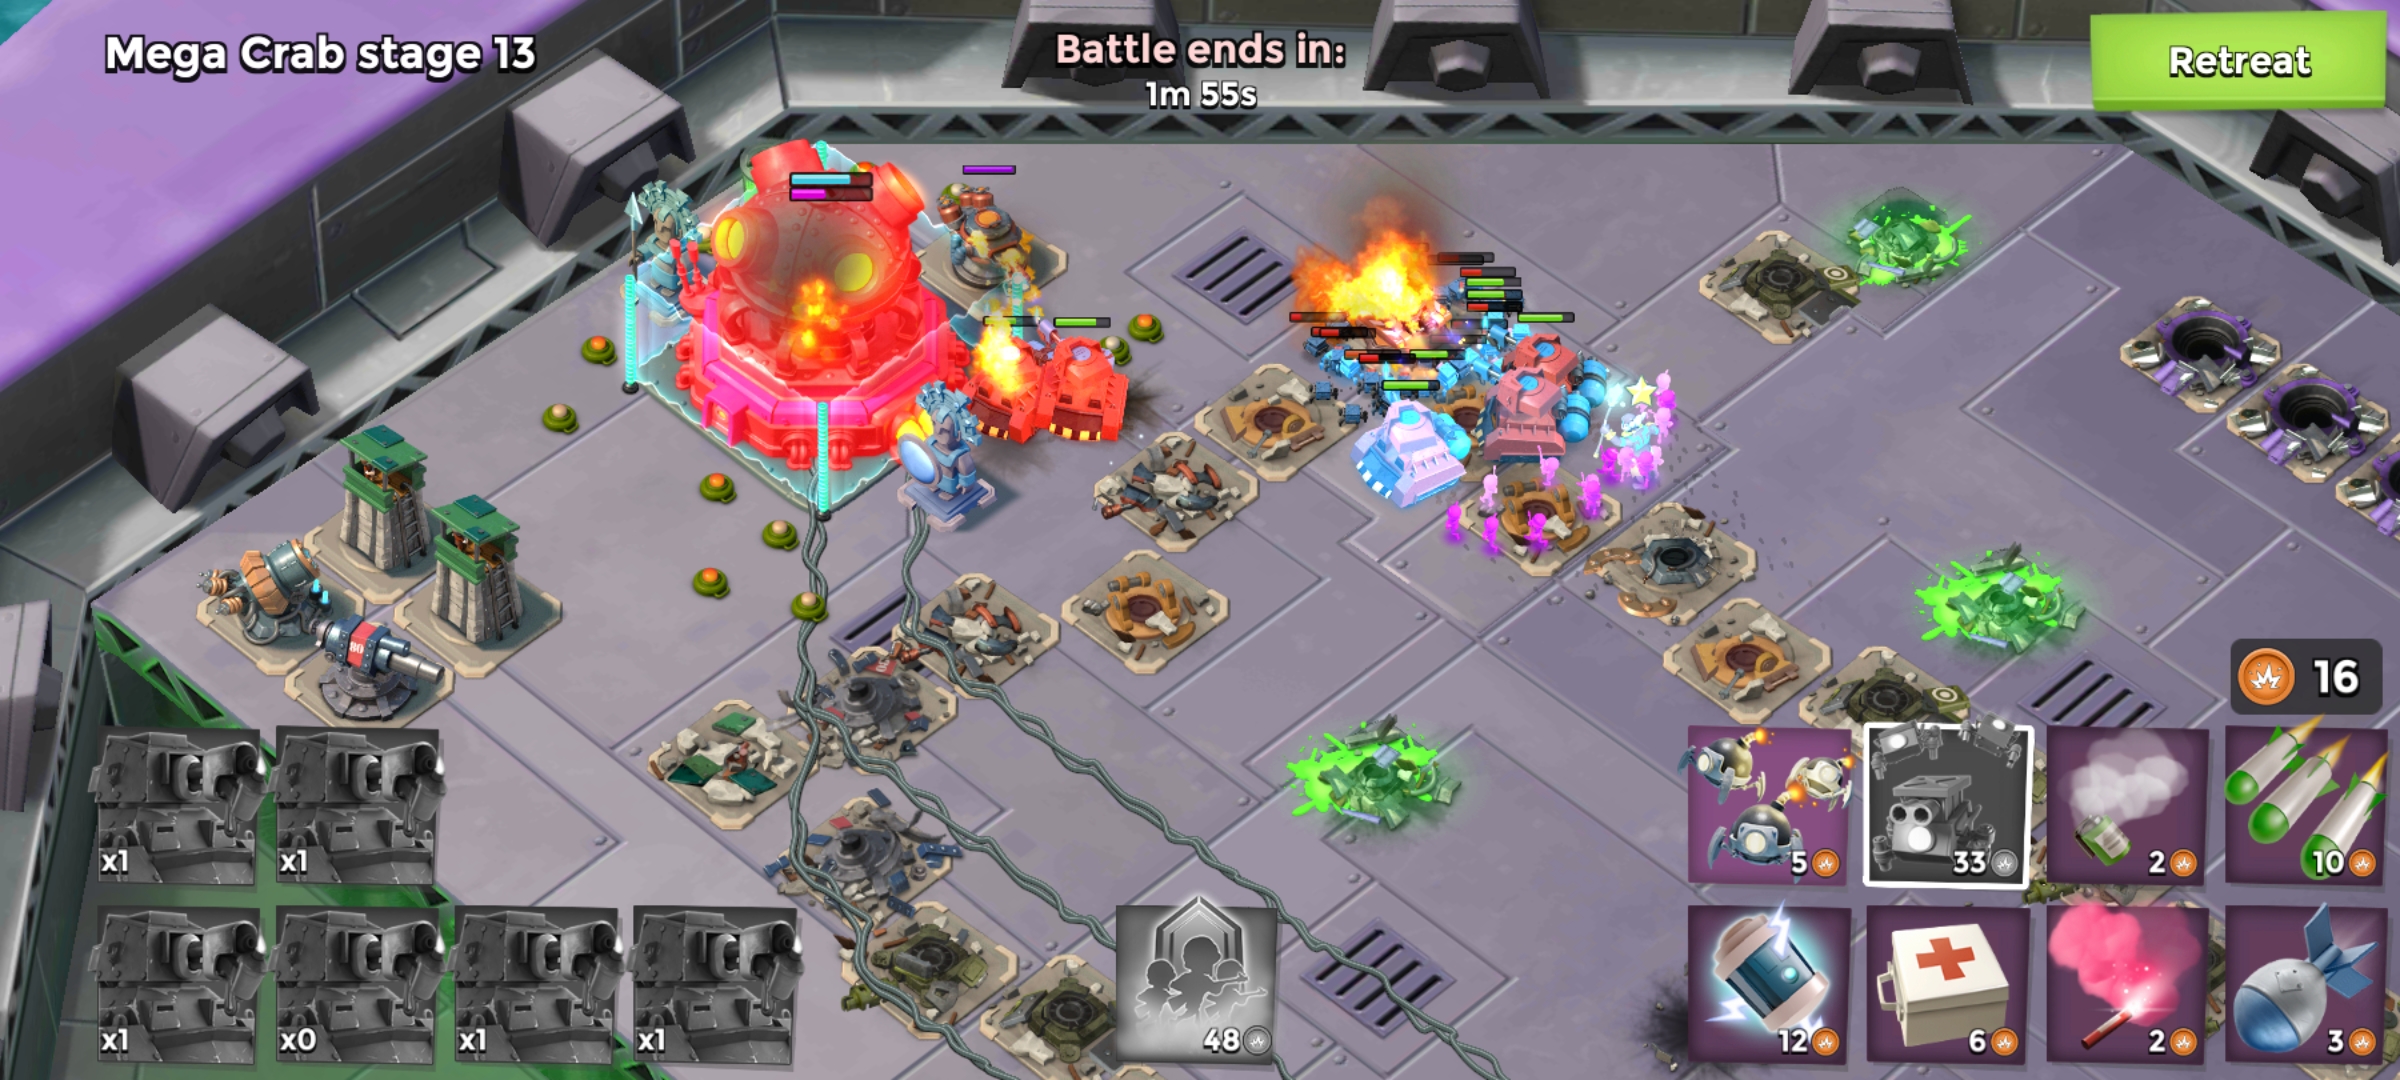 Mega Crab stage 13
Battle ends in:
1m 55s
Retreat
80
16
x1
x1
5
33
2
10
x1
x0
x1
x1
48
12
6
2
3